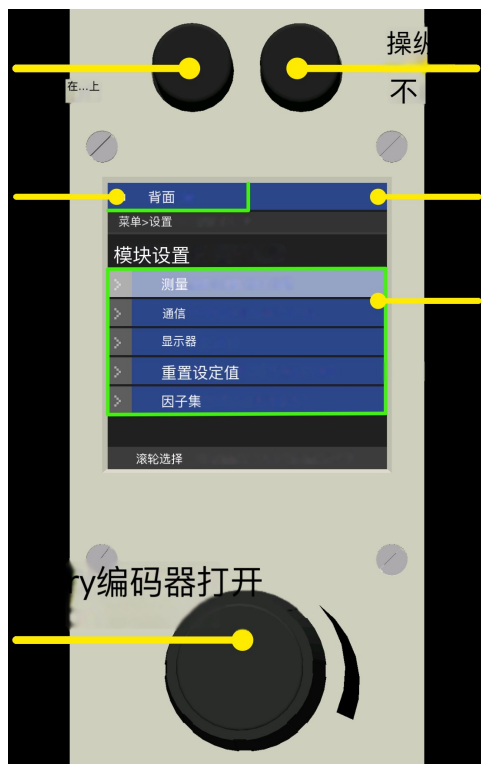 操纵
在...上
不
背面
菜单>设置
模块设置
> 测量
> 通信
> 显示器
> 重置设定值
> 因子集
滚轮选择
ry编码器打开